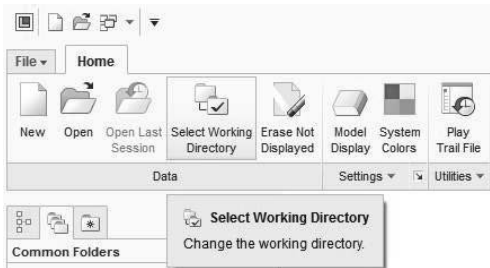 File Home
New Open Open Last Session Select Working Directory Erase Not Displayed Model Display System Colors Play Trail File
Data Settings Utilities
Select Working Directory
Change the working directory.
Common Folders